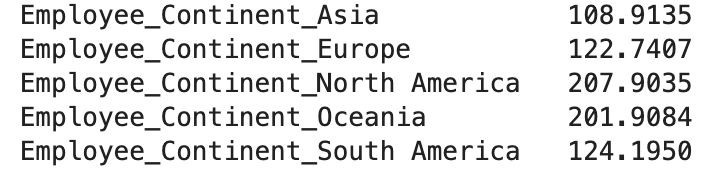 Employee_Continent_Asia 108.9135
Employee_Continent_Europe 122.7407
Employee_Continent_North America 207.9035
Employee_Continent_Oceania 201.9084
Employee_Continent_South America 124.1950